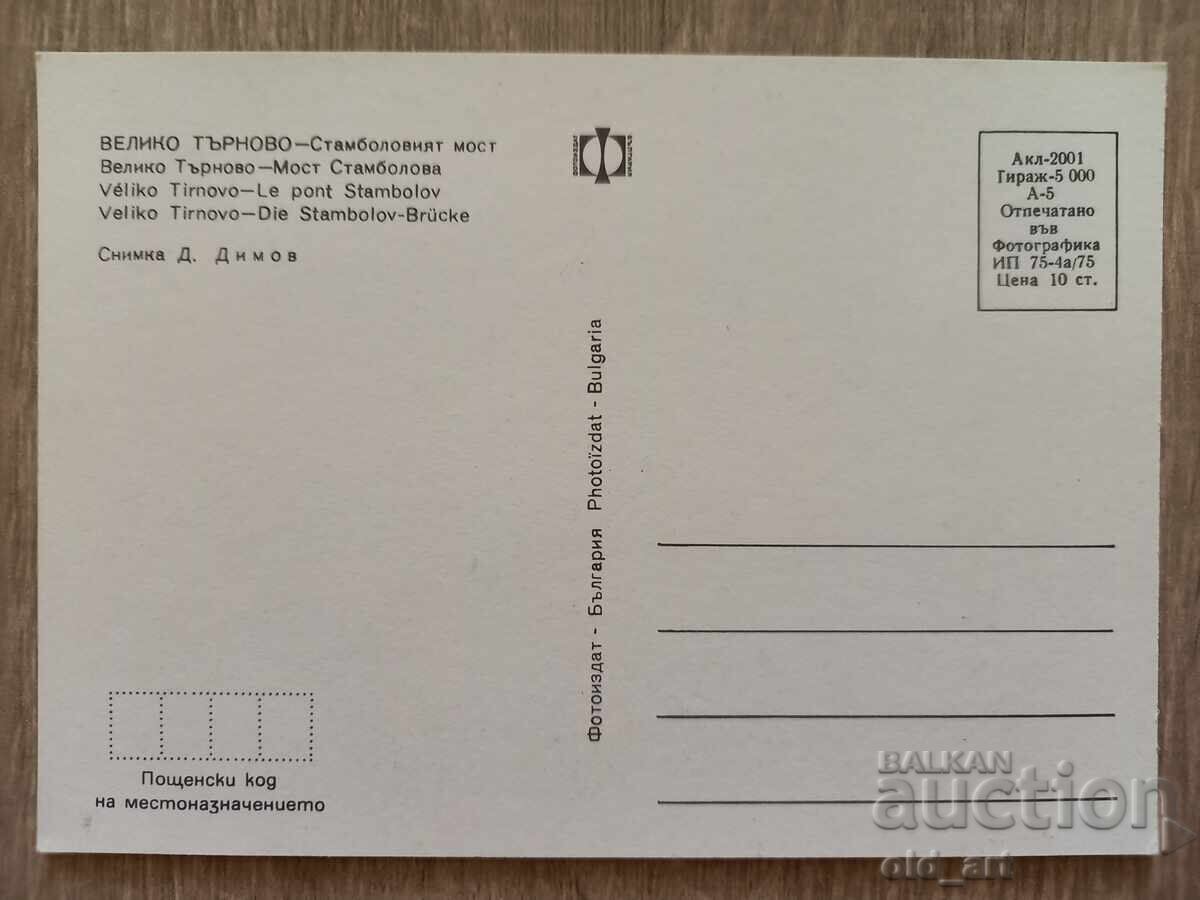 ВЕЛИКО ТЪРНОВО—Стамболовият мост
Велико Търново—Мост Стамболова
Véliko Tirnovo—Le pont Stambolov
Veliko Tirnovo—Die Stambolov-Brücke
Снимка Д. Димов
Акл-2001
Гираж-5 000
А-5
Отпечатано
във
Фотографика
ИП 75-4а/75
Цена 10 ст.
Фотоиздат - България Photoïzdat - Bulgaria
Пощенски код
на местоназначението
BALKAN
auction
old_art